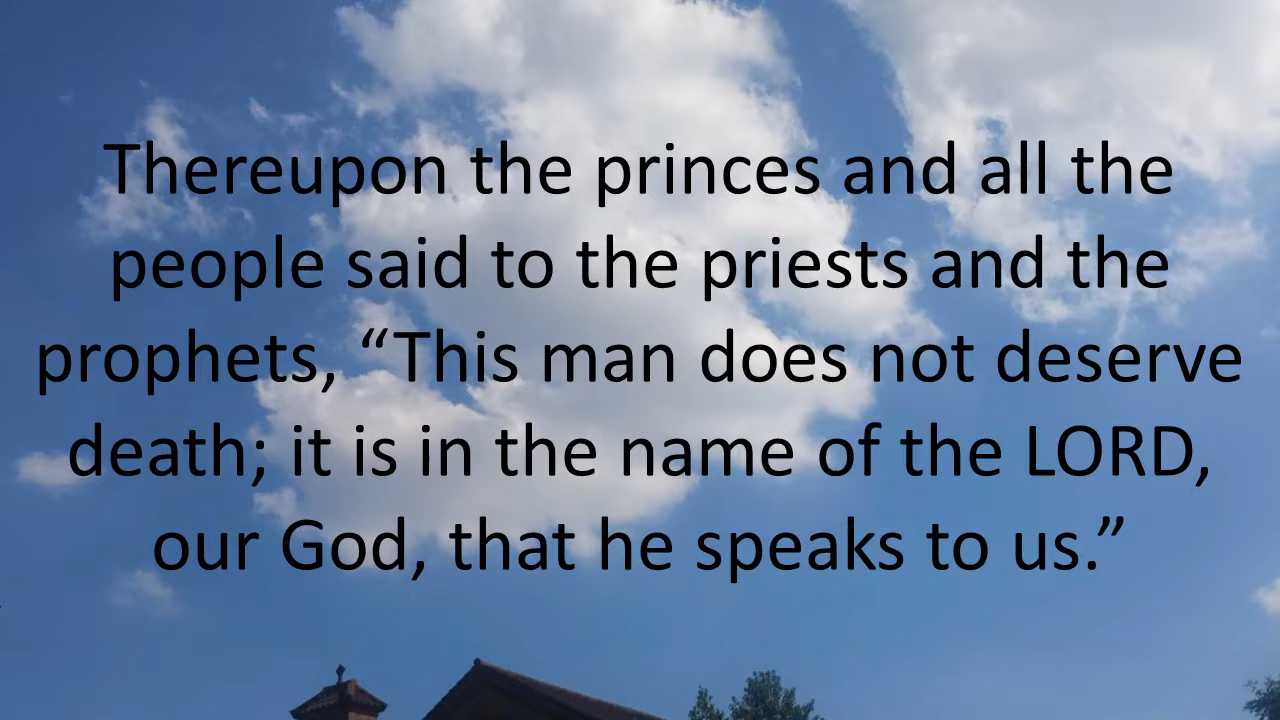 Thereupon the princes and all the
people said to the priests and the
prophets, “This man does not deserve
death; it is in the name of the LORD,
our God, that he speaks to us.”